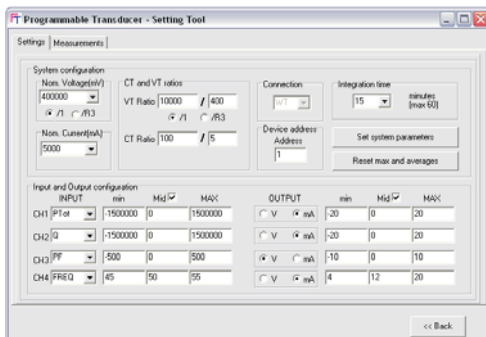 Programmable Transducer - Setting Tool
Settings Measurements
System configuration
Nom. Voltage(mV)
400000
/1 /R3
Nom. Current(mA)
5000
CT and VT ratios
VT Ratio 10000 / 400
/1 /R3
CT Ratio 100 / 5
Connection
WT
Device address
Address
1
Integration time
15 minutes (max 60)
Set system parameters
Reset max and averages
Input and Output configuration
INPUT min Mid MAX OUTPUT min Mid MAX
CH1 PTot -1500000 0 1500000 V mA -20 0 20
CH2 Q -1500000 0 1500000 V mA -20 0 20
CH3 PF -500 0 500 V mA -10 0 10
CH4 FREQ 45 50 55 V mA 4 12 20
<< Back